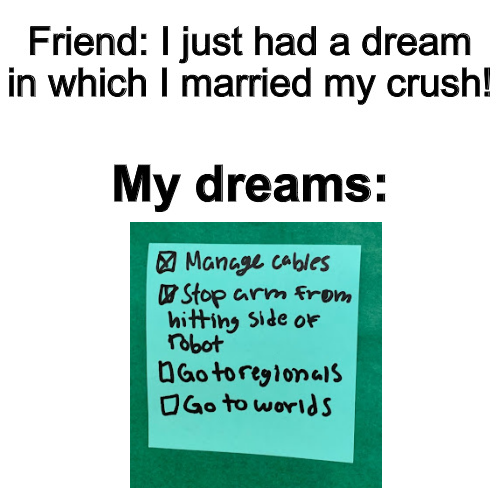 Friend: I just had a dream
in which I married my crush!
My dreams:
☒ Manage cables
☒ Stop arm from
hitting side of
robot
☐ Go to regionals
☐ Go to worlds